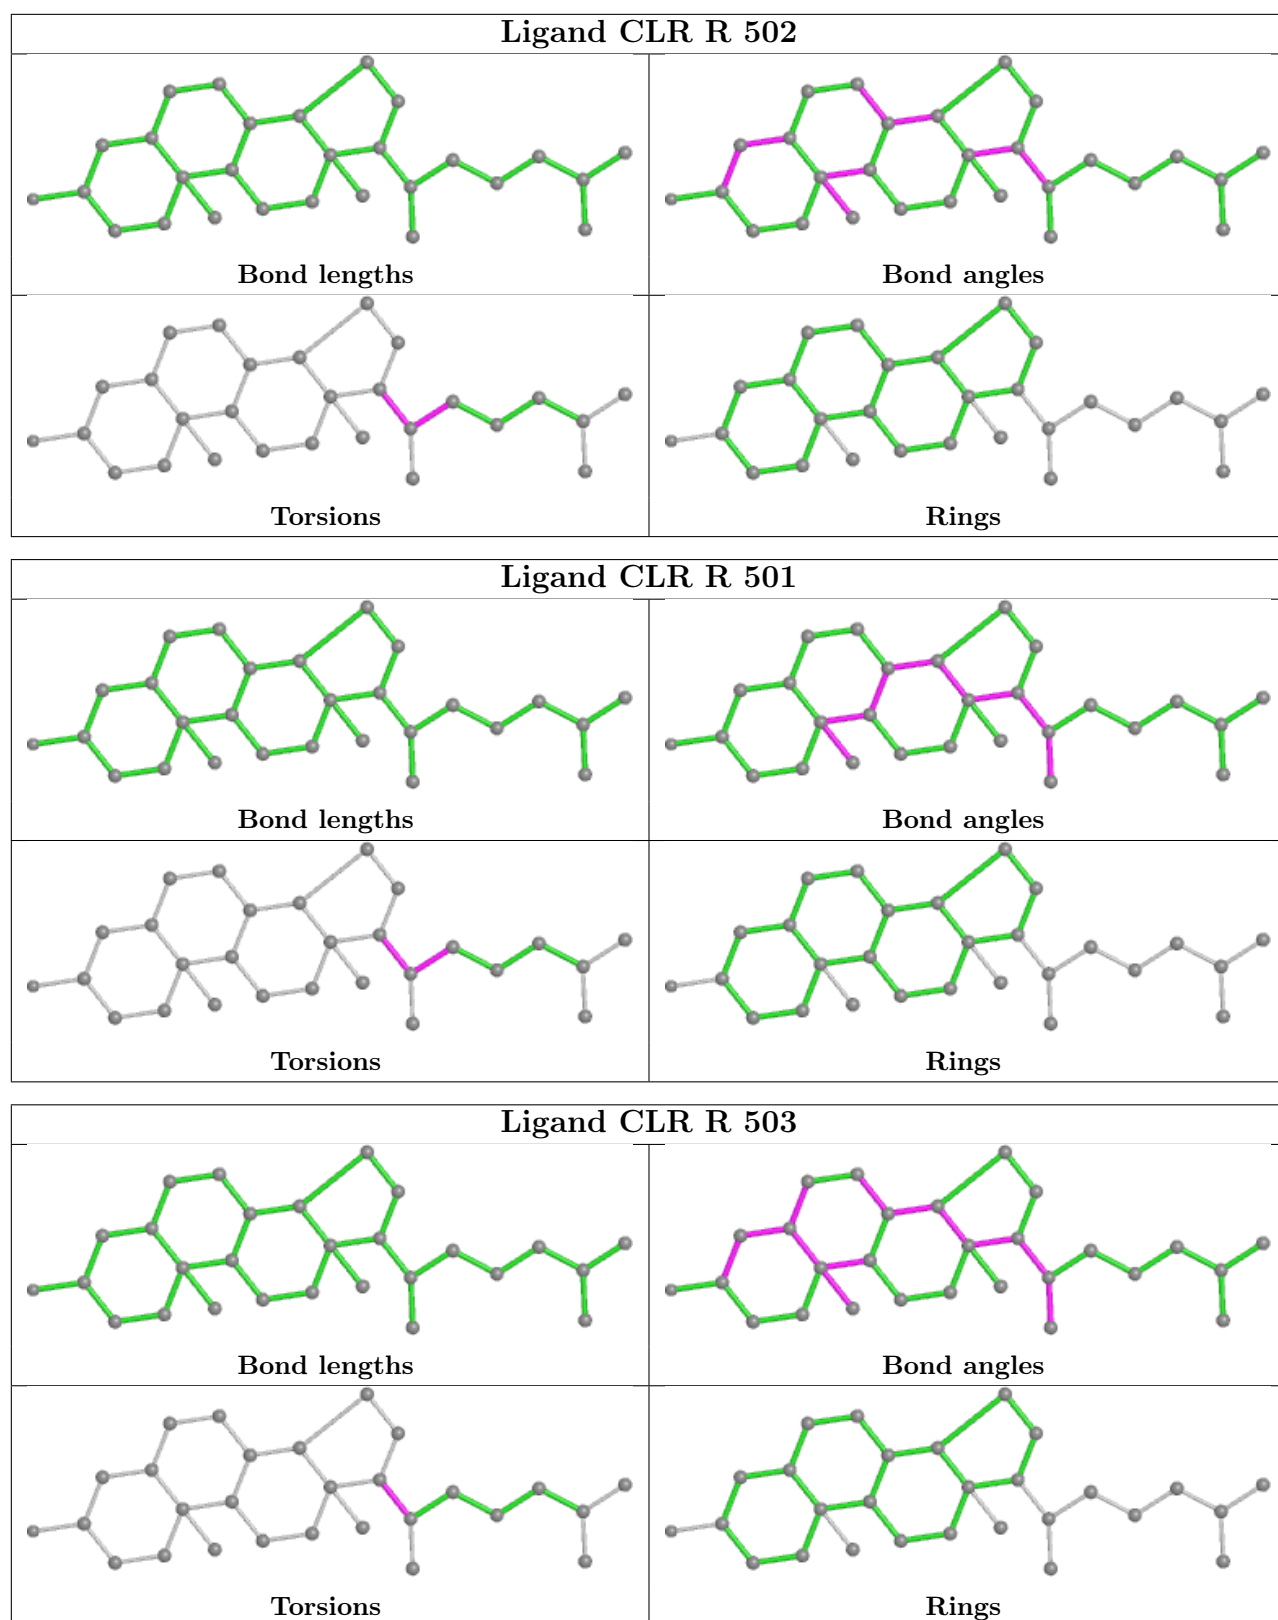 Ligand CLR R 502
Bond lengths
Bond angles
Torsions
Rings
Ligand CLR R 501
Bond lengths
Bond angles
Torsions
Rings
Ligand CLR R 503
Bond lengths
Bond angles
Torsions
Rings